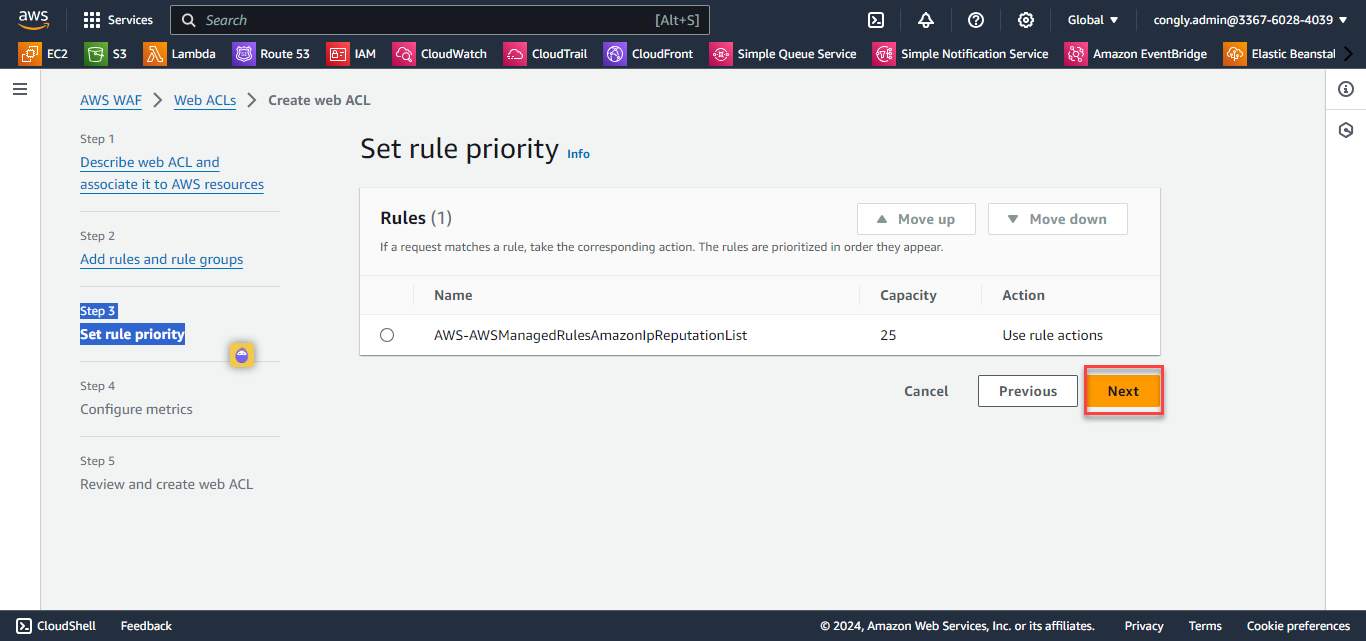 aws
Services
Search
[Alt+S]
Global
congly.admin@3367-6028-4039
EC2
S3
Lambda
Route 53
IAM
CloudWatch
CloudTrail
CloudFront
Simple Queue Service
Simple Notification Service
Amazon EventBridge
Elastic Beanstal
AWS WAF
Web ACLs
Create web ACL
Step 1
Describe web ACL and
associate it to AWS resources
Step 2
Add rules and rule groups
Step 3
Set rule priority
Step 4
Configure metrics
Step 5
Review and create web ACL
Set rule priority Info
Rules (1)
Move up
Move down
If a request matches a rule, take the corresponding action. The rules are prioritized in order they appear.
Name
Capacity
Action
AWS-AWSManagedRulesAmazonIpReputationList
25
Use rule actions
Cancel
Previous
Next
CloudShell
Feedback
© 2024, Amazon Web Services, Inc. or its affiliates.
Privacy
Terms
Cookie preferences